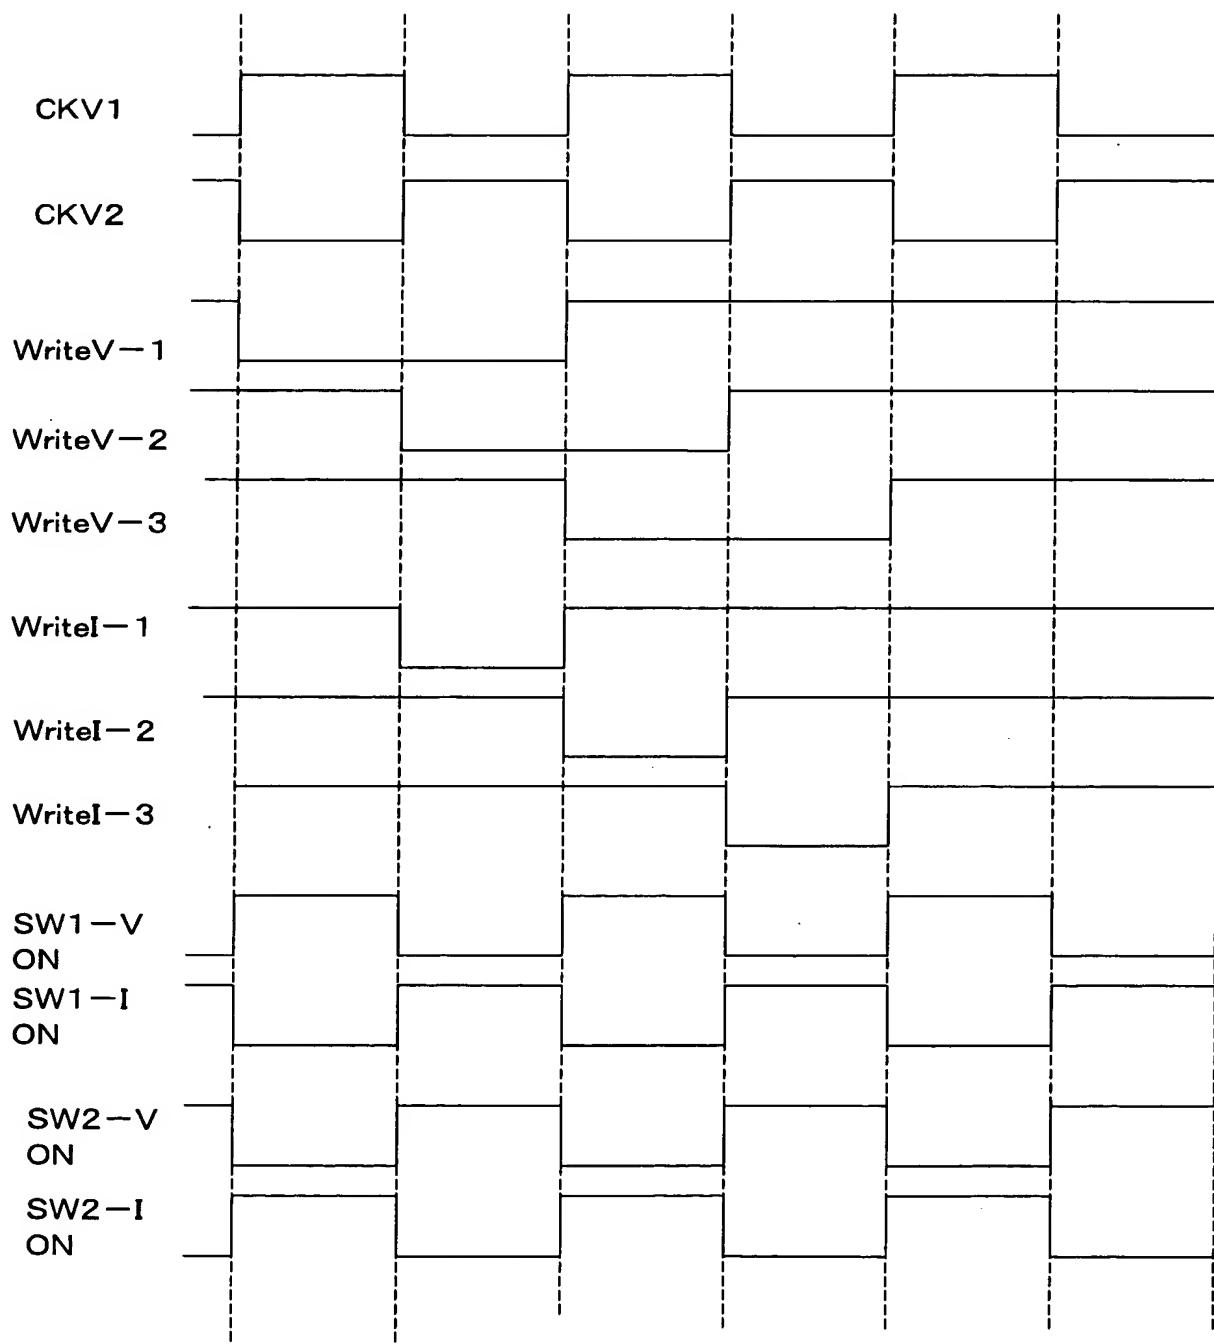 CKV1
CKV2
WriteV－1
WriteV－2
WriteV－3
WriteI－1
WriteI－2
WriteI－3
SW1－V
ON
SW1－I
ON
SW2－V
ON
SW2－I
ON